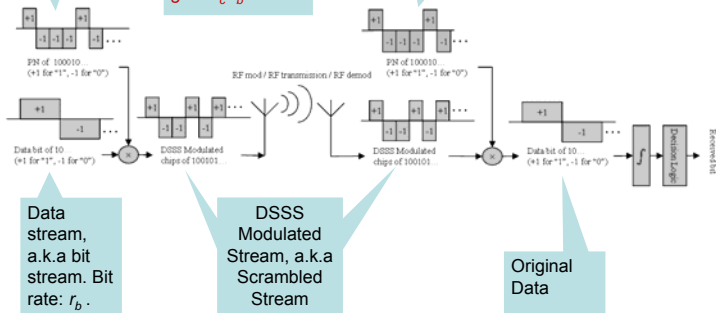 +1 +1
-1 -1 -1 -1 ...
PN of 100010...
(+1 for "1", -1 for "0")
+1
-1 ...
Data bit of 10...
(+1 for "1", -1 for "0")
×
+1 +1 +1 ...
-1 -1 -1
DSSS Modulated
chips of 100101...
RF mod / RF transmission / RF demod
+1 +1
-1 -1 -1 -1 ...
PN of 100010...
(+1 for "1", -1 for "0")
+1 +1 +1 ...
-1 -1 -1
DSSS Modulated
chips of 100101...
×
+1
-1 ...
Data bit of 10...
(+1 for "1", -1 for "0")
∫
Decision Logic
Received bit
Data
stream,
a.k.a bit
stream. Bit
rate: r_b .
DSSS
Modulated
Stream, a.k.a
Scrambled
Stream
Original
Data